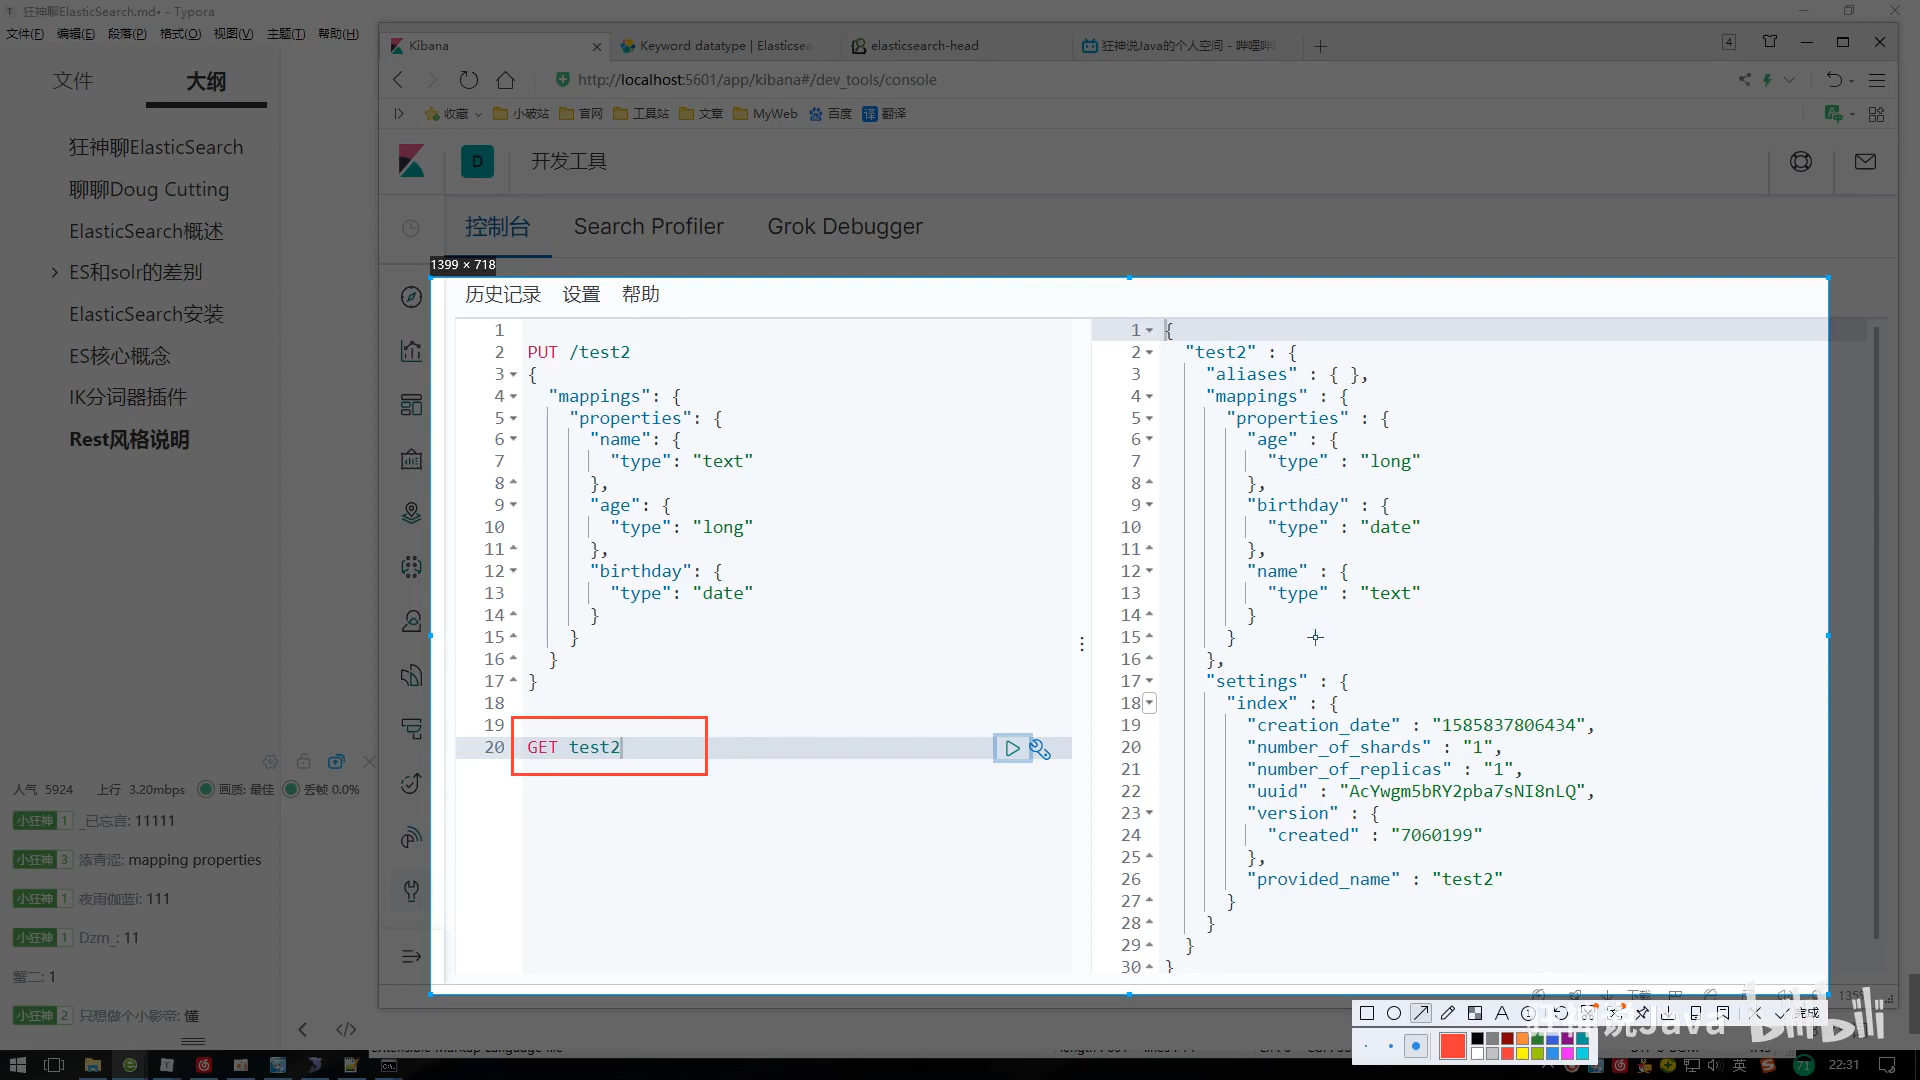 狂神聊ElasticSearch.md• - Typora
文件(F) 编辑(E) 段落(P) 格式(O) 视图(V) 主题(T) 帮助(H)
文件 大纲
狂神聊ElasticSearch
聊聊Doug Cutting
ElasticSearch概述
ES和solr的差别
ElasticSearch安装
ES核心概念
IK分词器插件
Rest风格说明
人气 5924 上行 3.20mbps 画质: 最佳 丢帧 0.0%
小狂神 1 _已忘言: 11111
小狂神 3 mapping properties
小狂神 1 夜雨伽蓝i: 111
小狂神 1 Dzm_: 11
蟹二: 1
小狂神 2 只想做个小影帝: 懂
Kibana
Keyword datatype | Elasticsea
elasticsearch-head
狂神说Java的个人空间 - 哔哩哔
4
http://localhost:5601/app/kibana#/dev_tools/console
收藏 小破站 官网 工具站 文章 MyWeb 百度 翻译
D 开发工具
控制台 Search Profiler Grok Debugger
1399 × 718
历史记录 设置 帮助
1
2 PUT /test2
3 {
4 "mappings": {
5 "properties": {
6 "name": {
7 "type": "text"
8 },
9 "age": {
10 "type": "long"
11 },
12 "birthday": {
13 "type": "date"
14 }
15 }
16 }
17 }
18
19
20 GET test2
1 {
2 "test2" : {
3 "aliases" : { },
4 "mappings" : {
5 "properties" : {
6 "age" : {
7 "type" : "long"
8 },
9 "birthday" : {
10 "type" : "date"
11 },
12 "name" : {
13 "type" : "text"
14 }
15 }
16 },
17 "settings" : {
18 "index" : {
19 "creation_date" : "1585837806434",
20 "number_of_shards" : "1",
21 "number_of_replicas" : "1",
22 "uuid" : "AcYwgm5bRY2pba7sNI8nLQ",
23 "version" : {
24 "created" : "7060199"
25 },
26 "provided_name" : "test2"
27 }
28 }
29 }
30 }
完成
狂神说Java bilibili
71 英 22:31